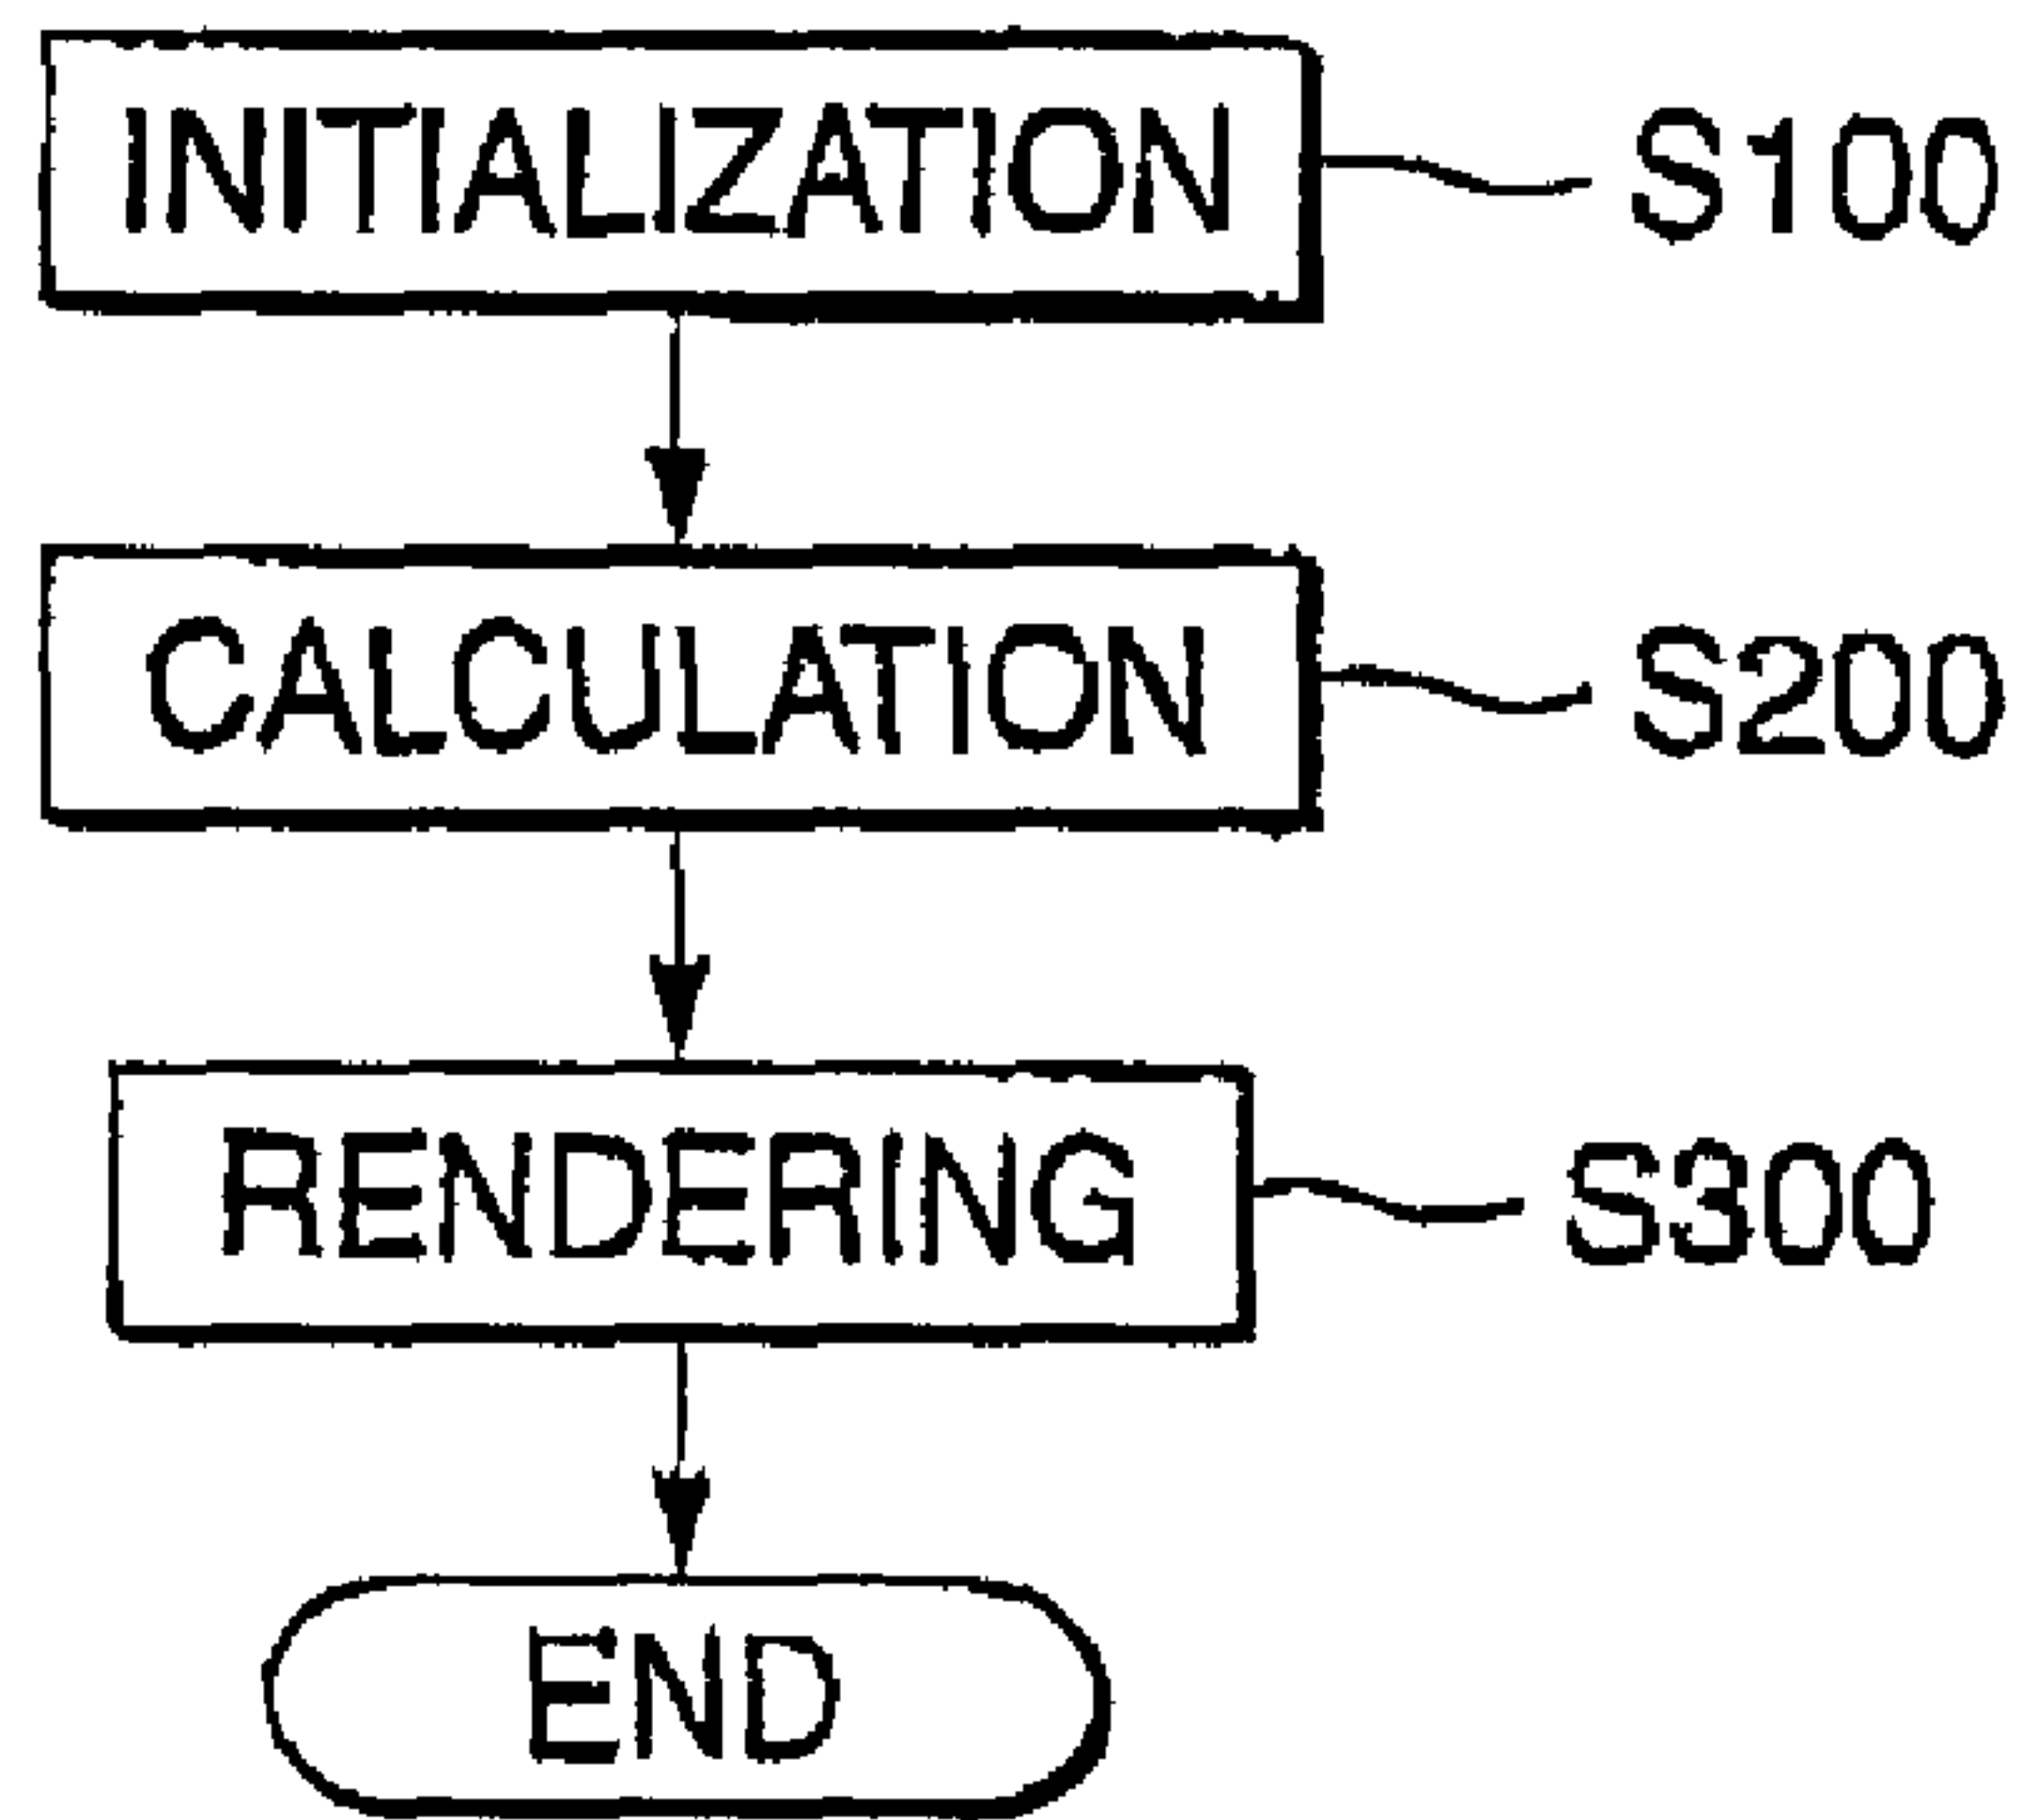 INITIALIZATION S100
CALCULATION S200
RENDERING S300
END